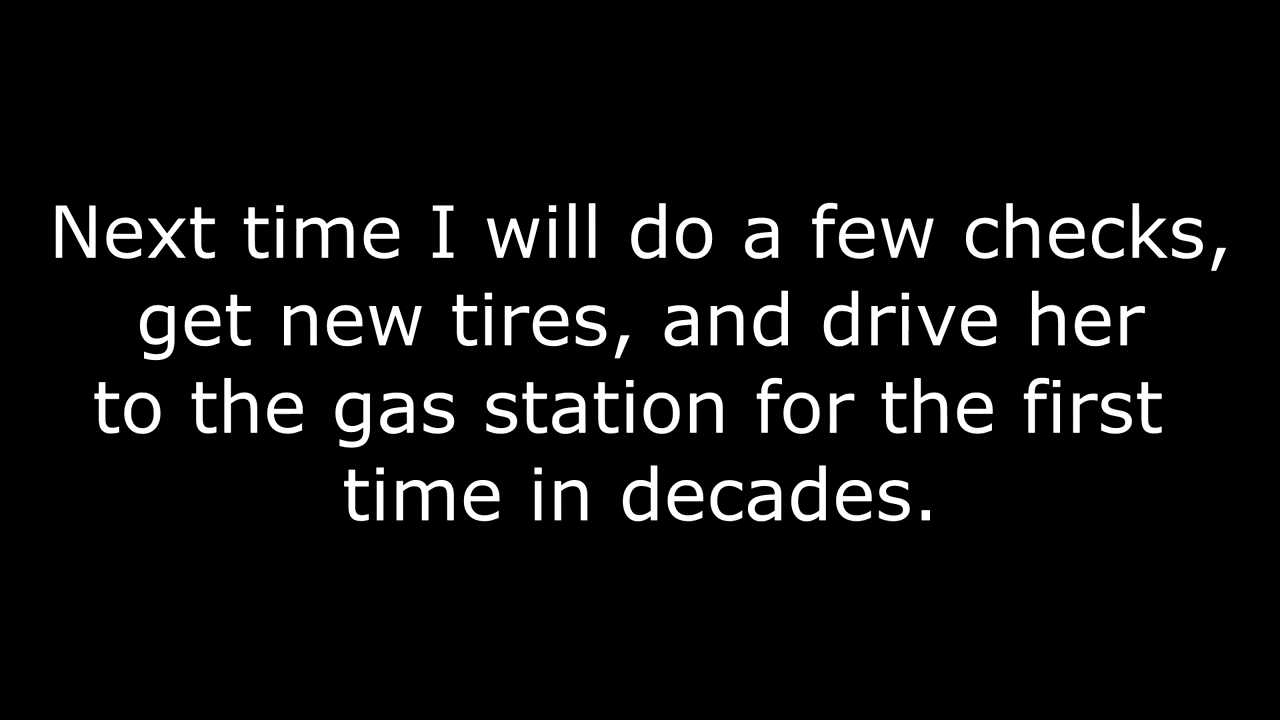 Next time I will do a few checks,
get new tires, and drive her
to the gas station for the first
time in decades.